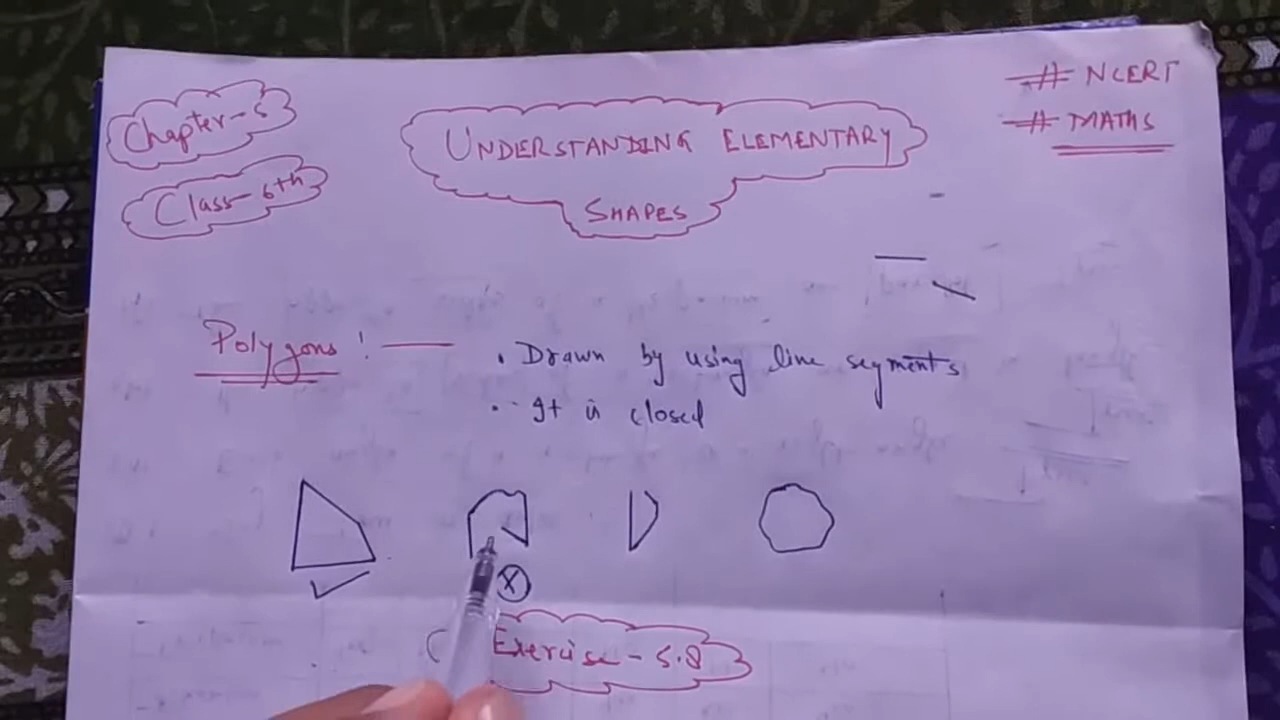 Chapter-5
Class-6th
UNDERSTANDING ELEMENTARY
SHAPES
# NCERT
# MATHS
Polygons :—
• Drawn by using line segments
• It is closed
Exercise - 5.8